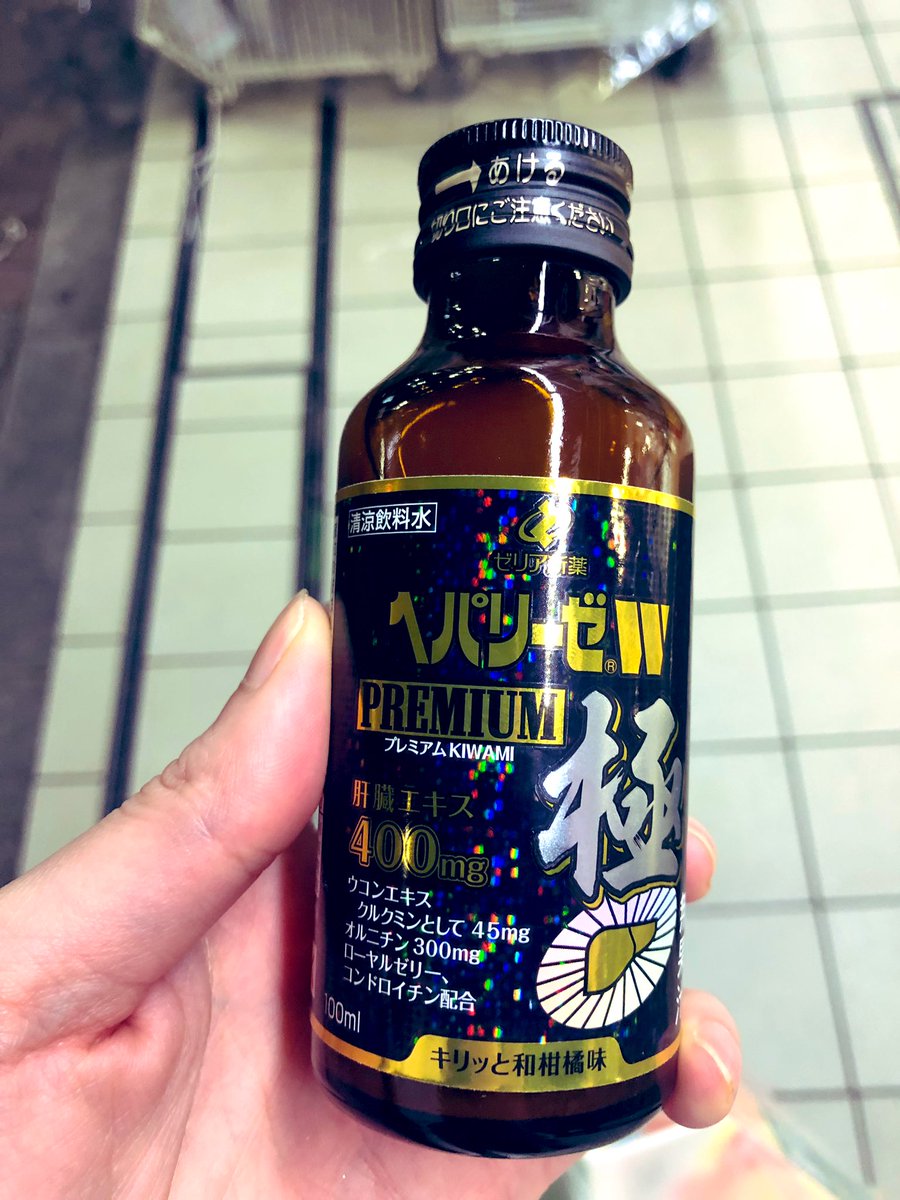 あける
切り口にご注意ください
清涼飲料水
ゼリア新薬
ヘパリーゼ®W
PREMIUM
プレミアムKIWAMI
極
肝臓エキス
400mg
ウコンエキス
クルクミンとして 45mg
オルニチン 300mg
ローヤルゼリー、
コンドロイチン配合
100ml
キリッと和柑橘味